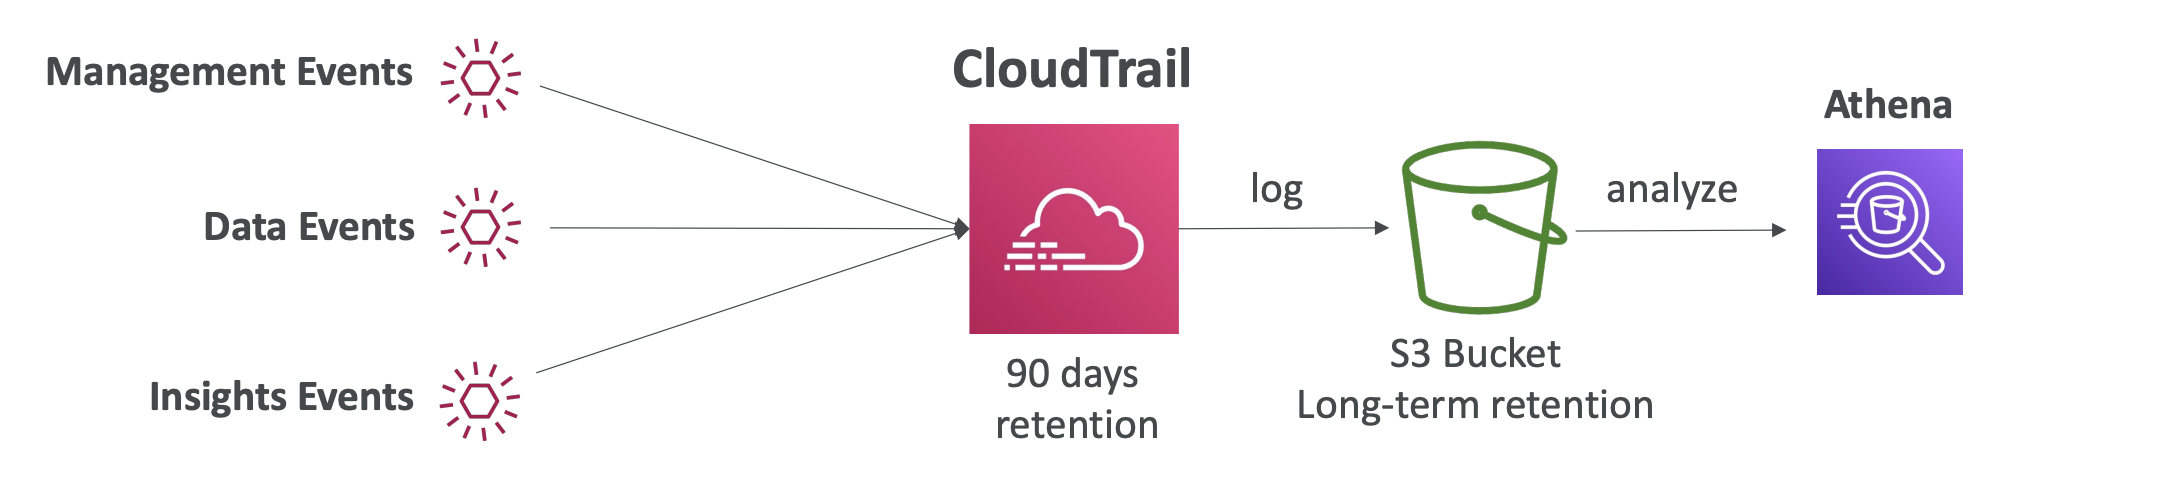 Management Events
Data Events
Insights Events
CloudTrail
90 days
retention
log
S3 Bucket
Long-term retention
analyze
Athena